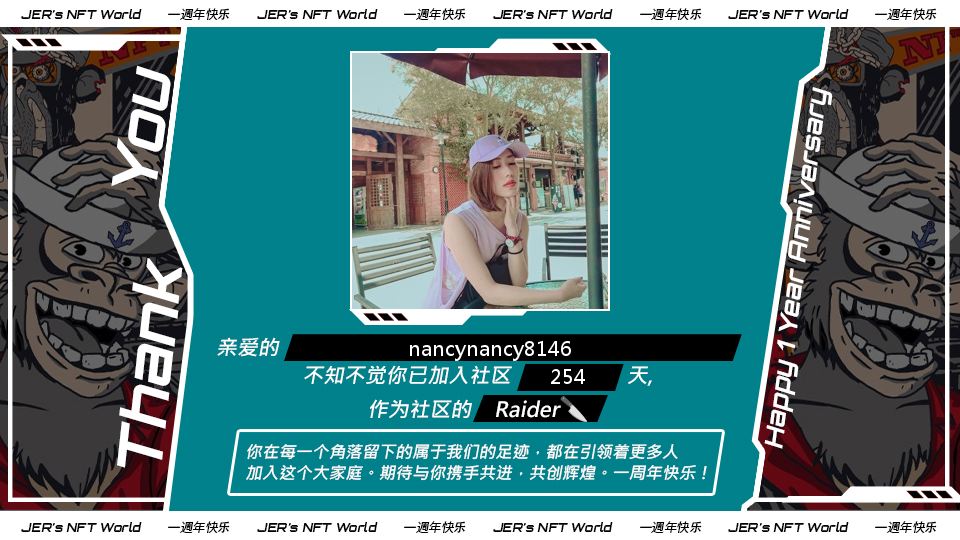 JER's NFT World 一週年快乐 JER's NFT World 一週年快乐 JER's NFT World 一週年快乐 JER's NFT World 一週年快乐
Thank You
Happy 1 Year Anniversary
亲爱的 nancynancy8146
不知不觉你已加入社区 254 天,
作为社区的 Raider🔪
你在每一个角落留下的属于我们的足迹，都在引领着更多人
加入这个大家庭。期待与你携手共进，共创辉煌。一周年快乐！
JER's NFT World 一週年快乐 JER's NFT World 一週年快乐 JER's NFT World 一週年快乐 JER's NFT World 一週年快乐